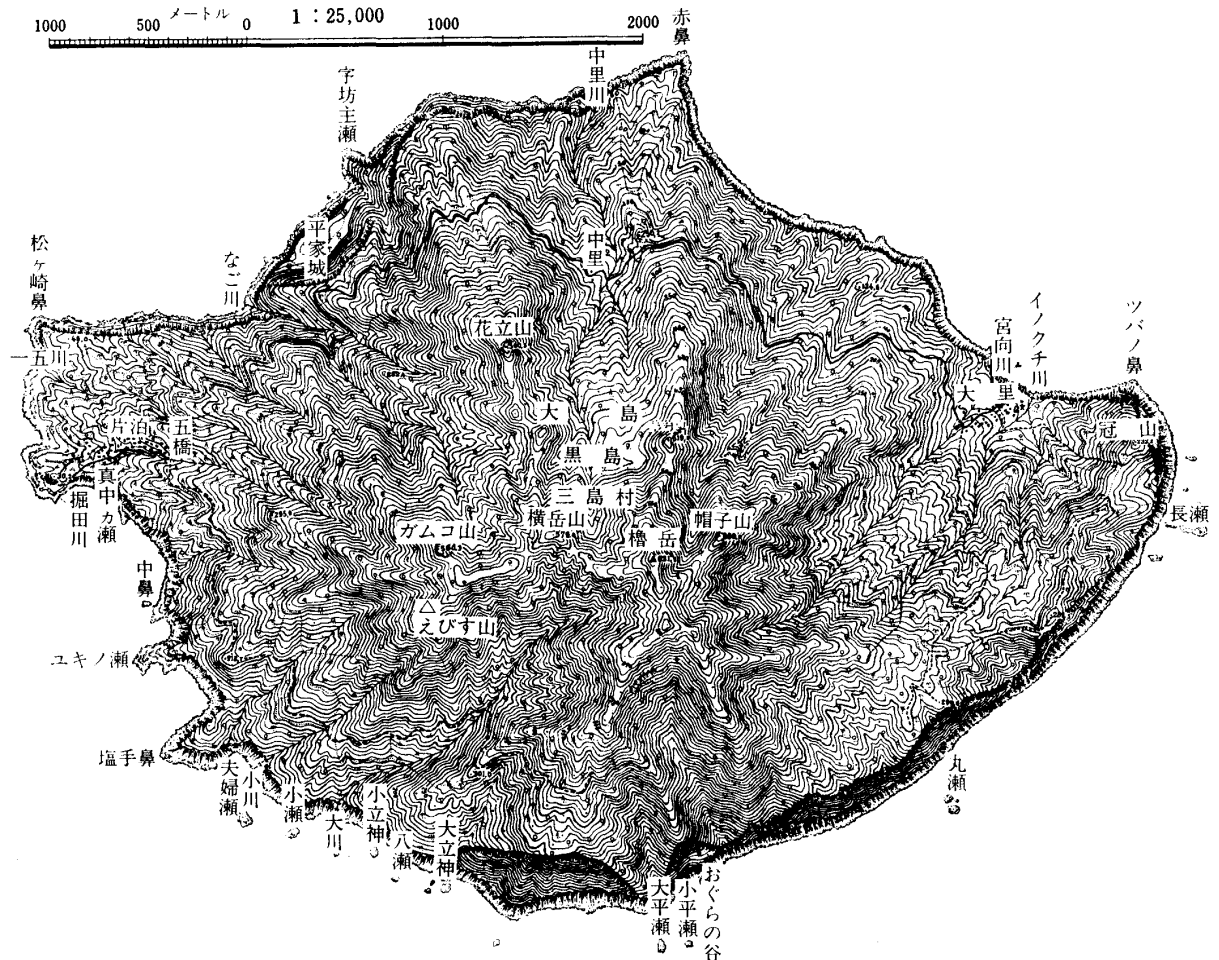 メートル 1:25,000
1000 500 0 1000 2000
赤鼻
中里川
字坊主瀬
平家城
中里
松ヶ崎鼻
なご川
花立山
イノクチ川
宮向川
ツバノ鼻
一五川
大里
大島
冠山
片泊
五橋
黒島
真中ヵ瀬
掘田川
三島村
横岳山
帽子山
長瀬
ガムコ山
櫓岳
中鼻
△
えびす山
ユキノ瀬
塩手鼻
夫婦瀬
小川
小瀬
大川
小立神
八瀬
大立神
丸瀬
大平瀬
小平瀬
おぐらの谷